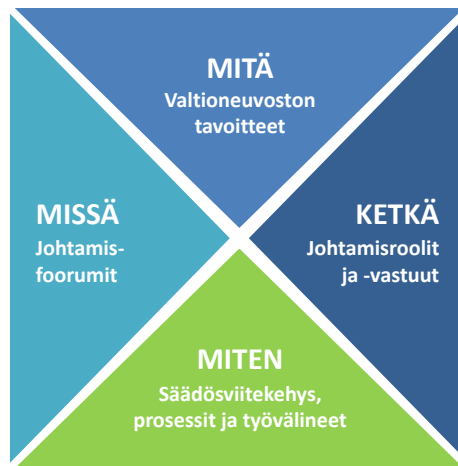 MITÄ
Valtioneuvoston
tavoitteet
MISSÄ
Johtamis-
foorumit
KETKÄ
Johtamisroolit
ja -vastuut
MITEN
Säädösviitekehys,
prosessit ja työvälineet